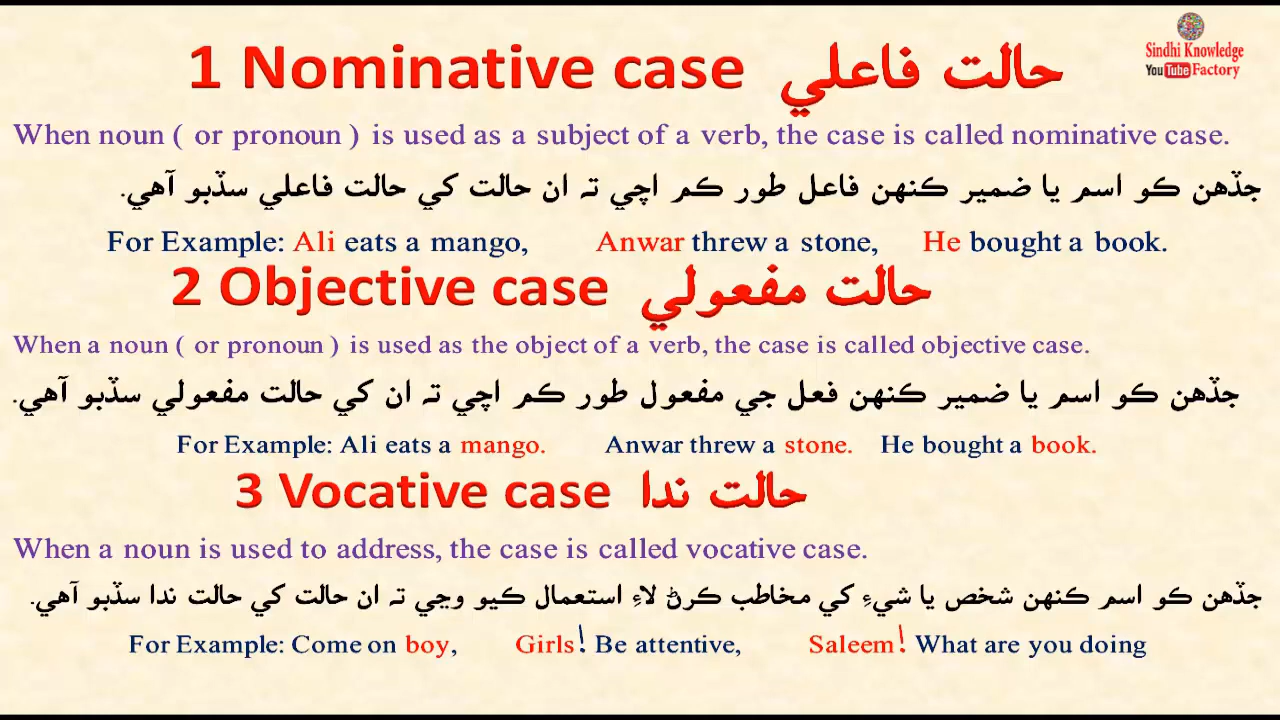 Sindhi Knowledge
YouTube Factory
1 Nominative case حالت فاعلي
When noun ( or pronoun ) is used as a subject of a verb, the case is called nominative case.
جڏهن ڪو اسم يا ضمير ڪنهن فاعل طور ڪم اچي تہ ان حالت کي حالت فاعلي سڏبو آهي.
For Example: Ali eats a mango, Anwar threw a stone, He bought a book.
2 Objective case حالت مفعولي
When a noun ( or pronoun ) is used as the object of a verb, the case is called objective case.
جڏهن ڪو اسم يا ضمير ڪنهن فعل جي مفعول طور ڪم اچي تہ ان کي حالت مفعولي سڏبو آهي.
For Example: Ali eats a mango. Anwar threw a stone. He bought a book.
3 Vocative case حالت ندا
When a noun is used to address, the case is called vocative case.
جڏهن ڪو اسم ڪنهن شخص يا شيءِ کي مخاطب ڪرڻ لاءِ استعمال ڪيو وڃي تہ ان حالت کي حالت ندا سڏبو آهي.
For Example: Come on boy, Girls! Be attentive, Saleem! What are you doing